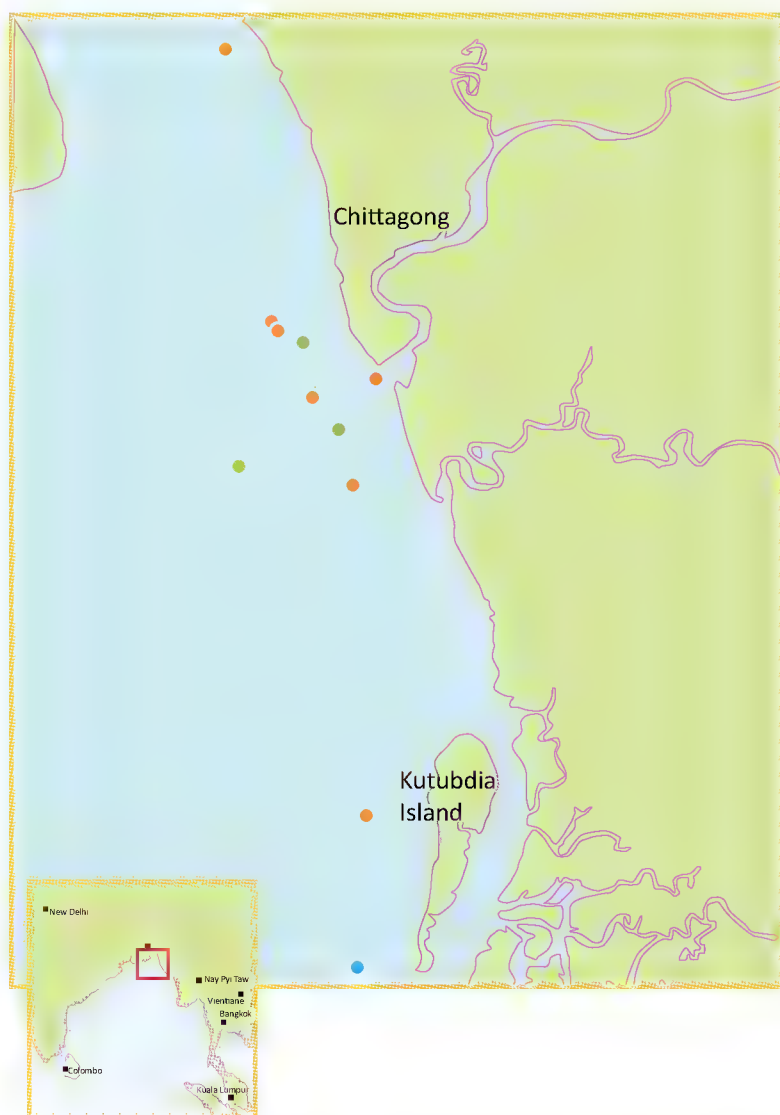 Chittagong
Kutubdia
Island
New Delhi
Nay Pyi Taw
Vientiane
Bangkok
Colombo
Kuala Lumpur